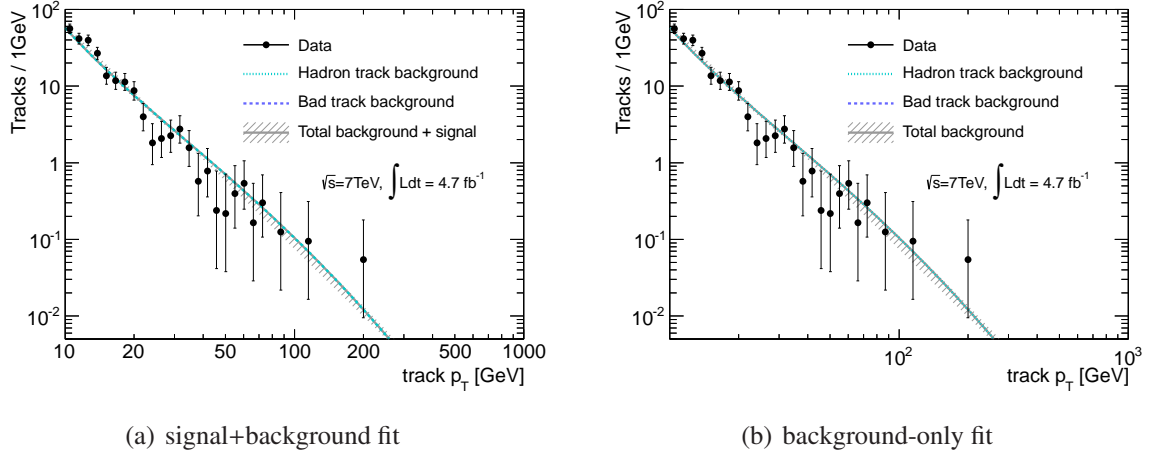 Tracks / 1GeV
10²
10
1
10⁻¹
10⁻²
Data
Hadron track background
Bad track background
Total background + signal
√s=7TeV, ∫Ldt = 4.7 fb⁻¹
10 20 50 100 200 500 1000
track p_T [GeV]
(a) signal+background fit
Tracks / 1GeV
10²
10
1
10⁻¹
10⁻²
Data
Hadron track background
Bad track background
Total background
√s=7TeV, ∫Ldt = 4.7 fb⁻¹
10² 10³
track p_T [GeV]
(b) background-only fit